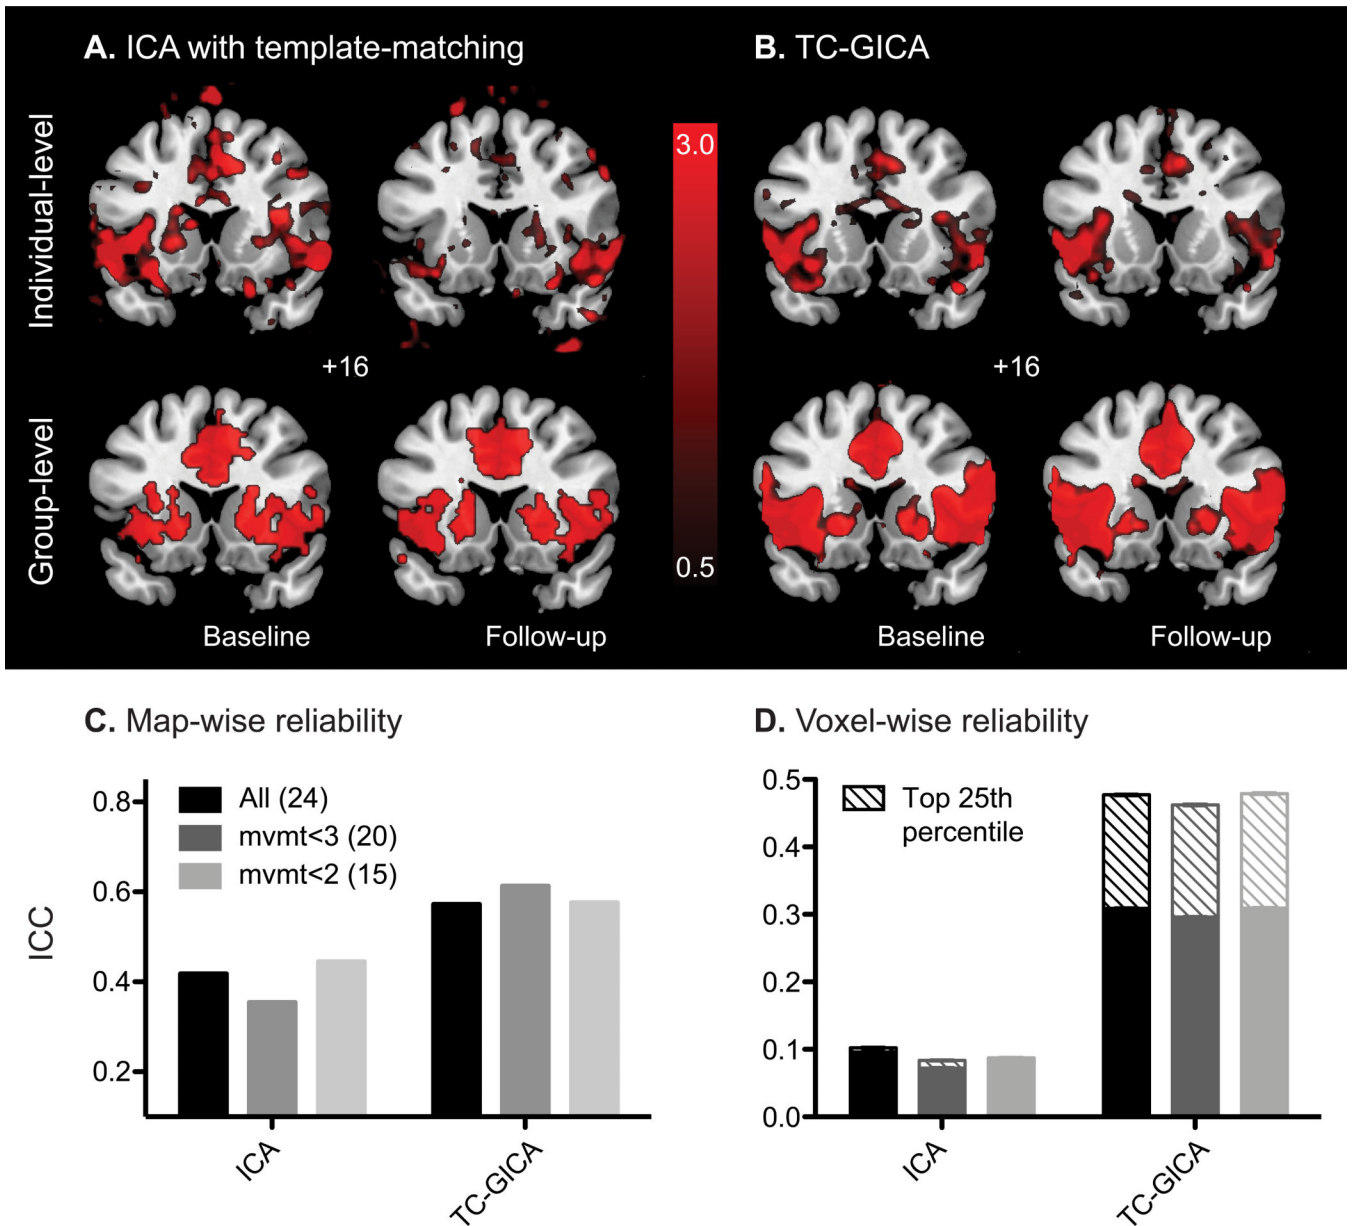 A. ICA with template-matching
B. TC-GICA
Individual-level
3.0
+16
+16
Group-level
0.5
Baseline
Follow-up
Baseline
Follow-up
C. Map-wise reliability
ICC
0.8
0.6
0.4
0.2
All (24)
mvmt<3 (20)
mvmt<2 (15)
ICA
TC-GICA
D. Voxel-wise reliability
0.5
0.4
0.3
0.2
0.1
0.0
Top 25th
percentile
ICA
TC-GICA